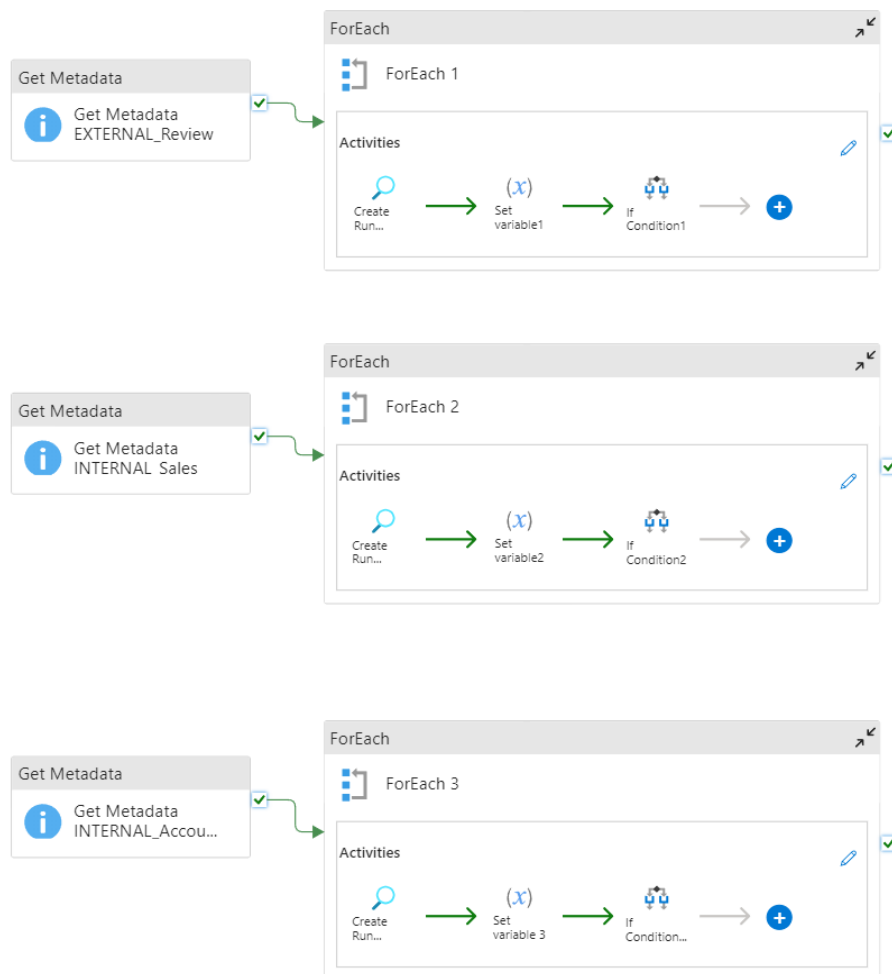 ForEach
ForEach 1
Get Metadata
Get Metadata
EXTERNAL_Review
Activities
(x)
Create
Run...
Set
variable1
If
Condition1
ForEach
Get Metadata
ForEach 2
Get Metadata
INTERNAL_Sales
Activities
(x)
Create
Run...
Set
variable2
If
Condition2
ForEach
Get Metadata
ForEach 3
Get Metadata
INTERNAL_Accou...
Activities
(x)
Create
Run...
Set
variable 3
If
Condition...